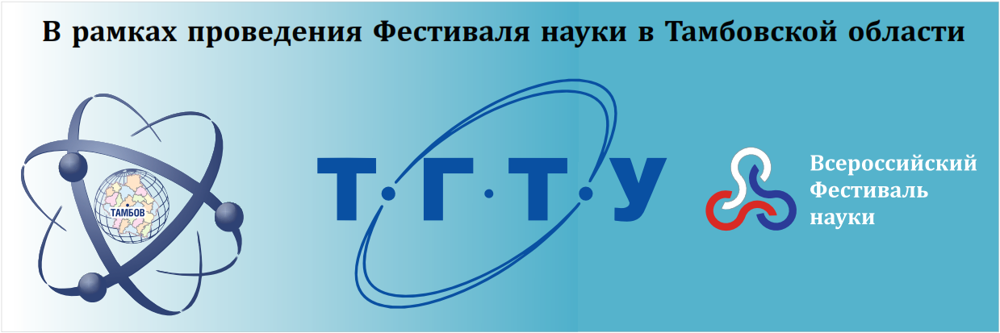 В рамках проведения Фестиваля науки в Тамбовской области
ТАМБОВ
Т·Г·Т·У
Всероссийский
Фестиваль
науки